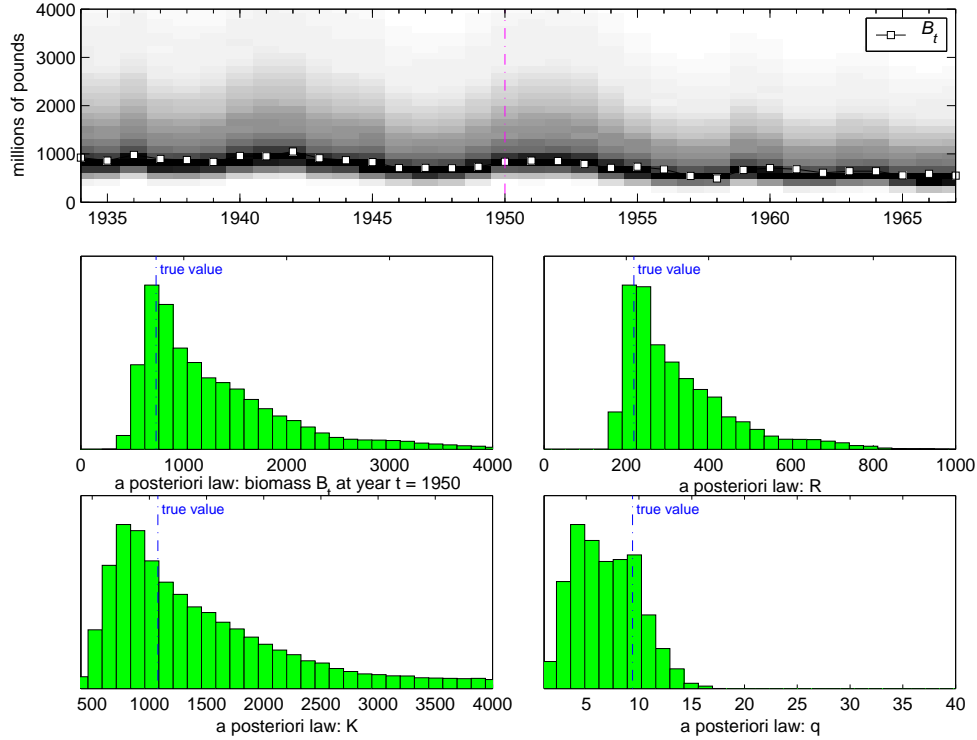 4000
3000
2000
1000
0
millions of pounds
B_t
1935 1940 1945 1950 1955 1960 1965
true value
0 1000 2000 3000 4000
a posteriori law: biomass B_t at year t = 1950
true value
0 200 400 600 800 1000
a posteriori law: R
true value
500 1000 1500 2000 2500 3000 3500 4000
a posteriori law: K
true value
5 10 15 20 25 30 35 40
a posteriori law: q